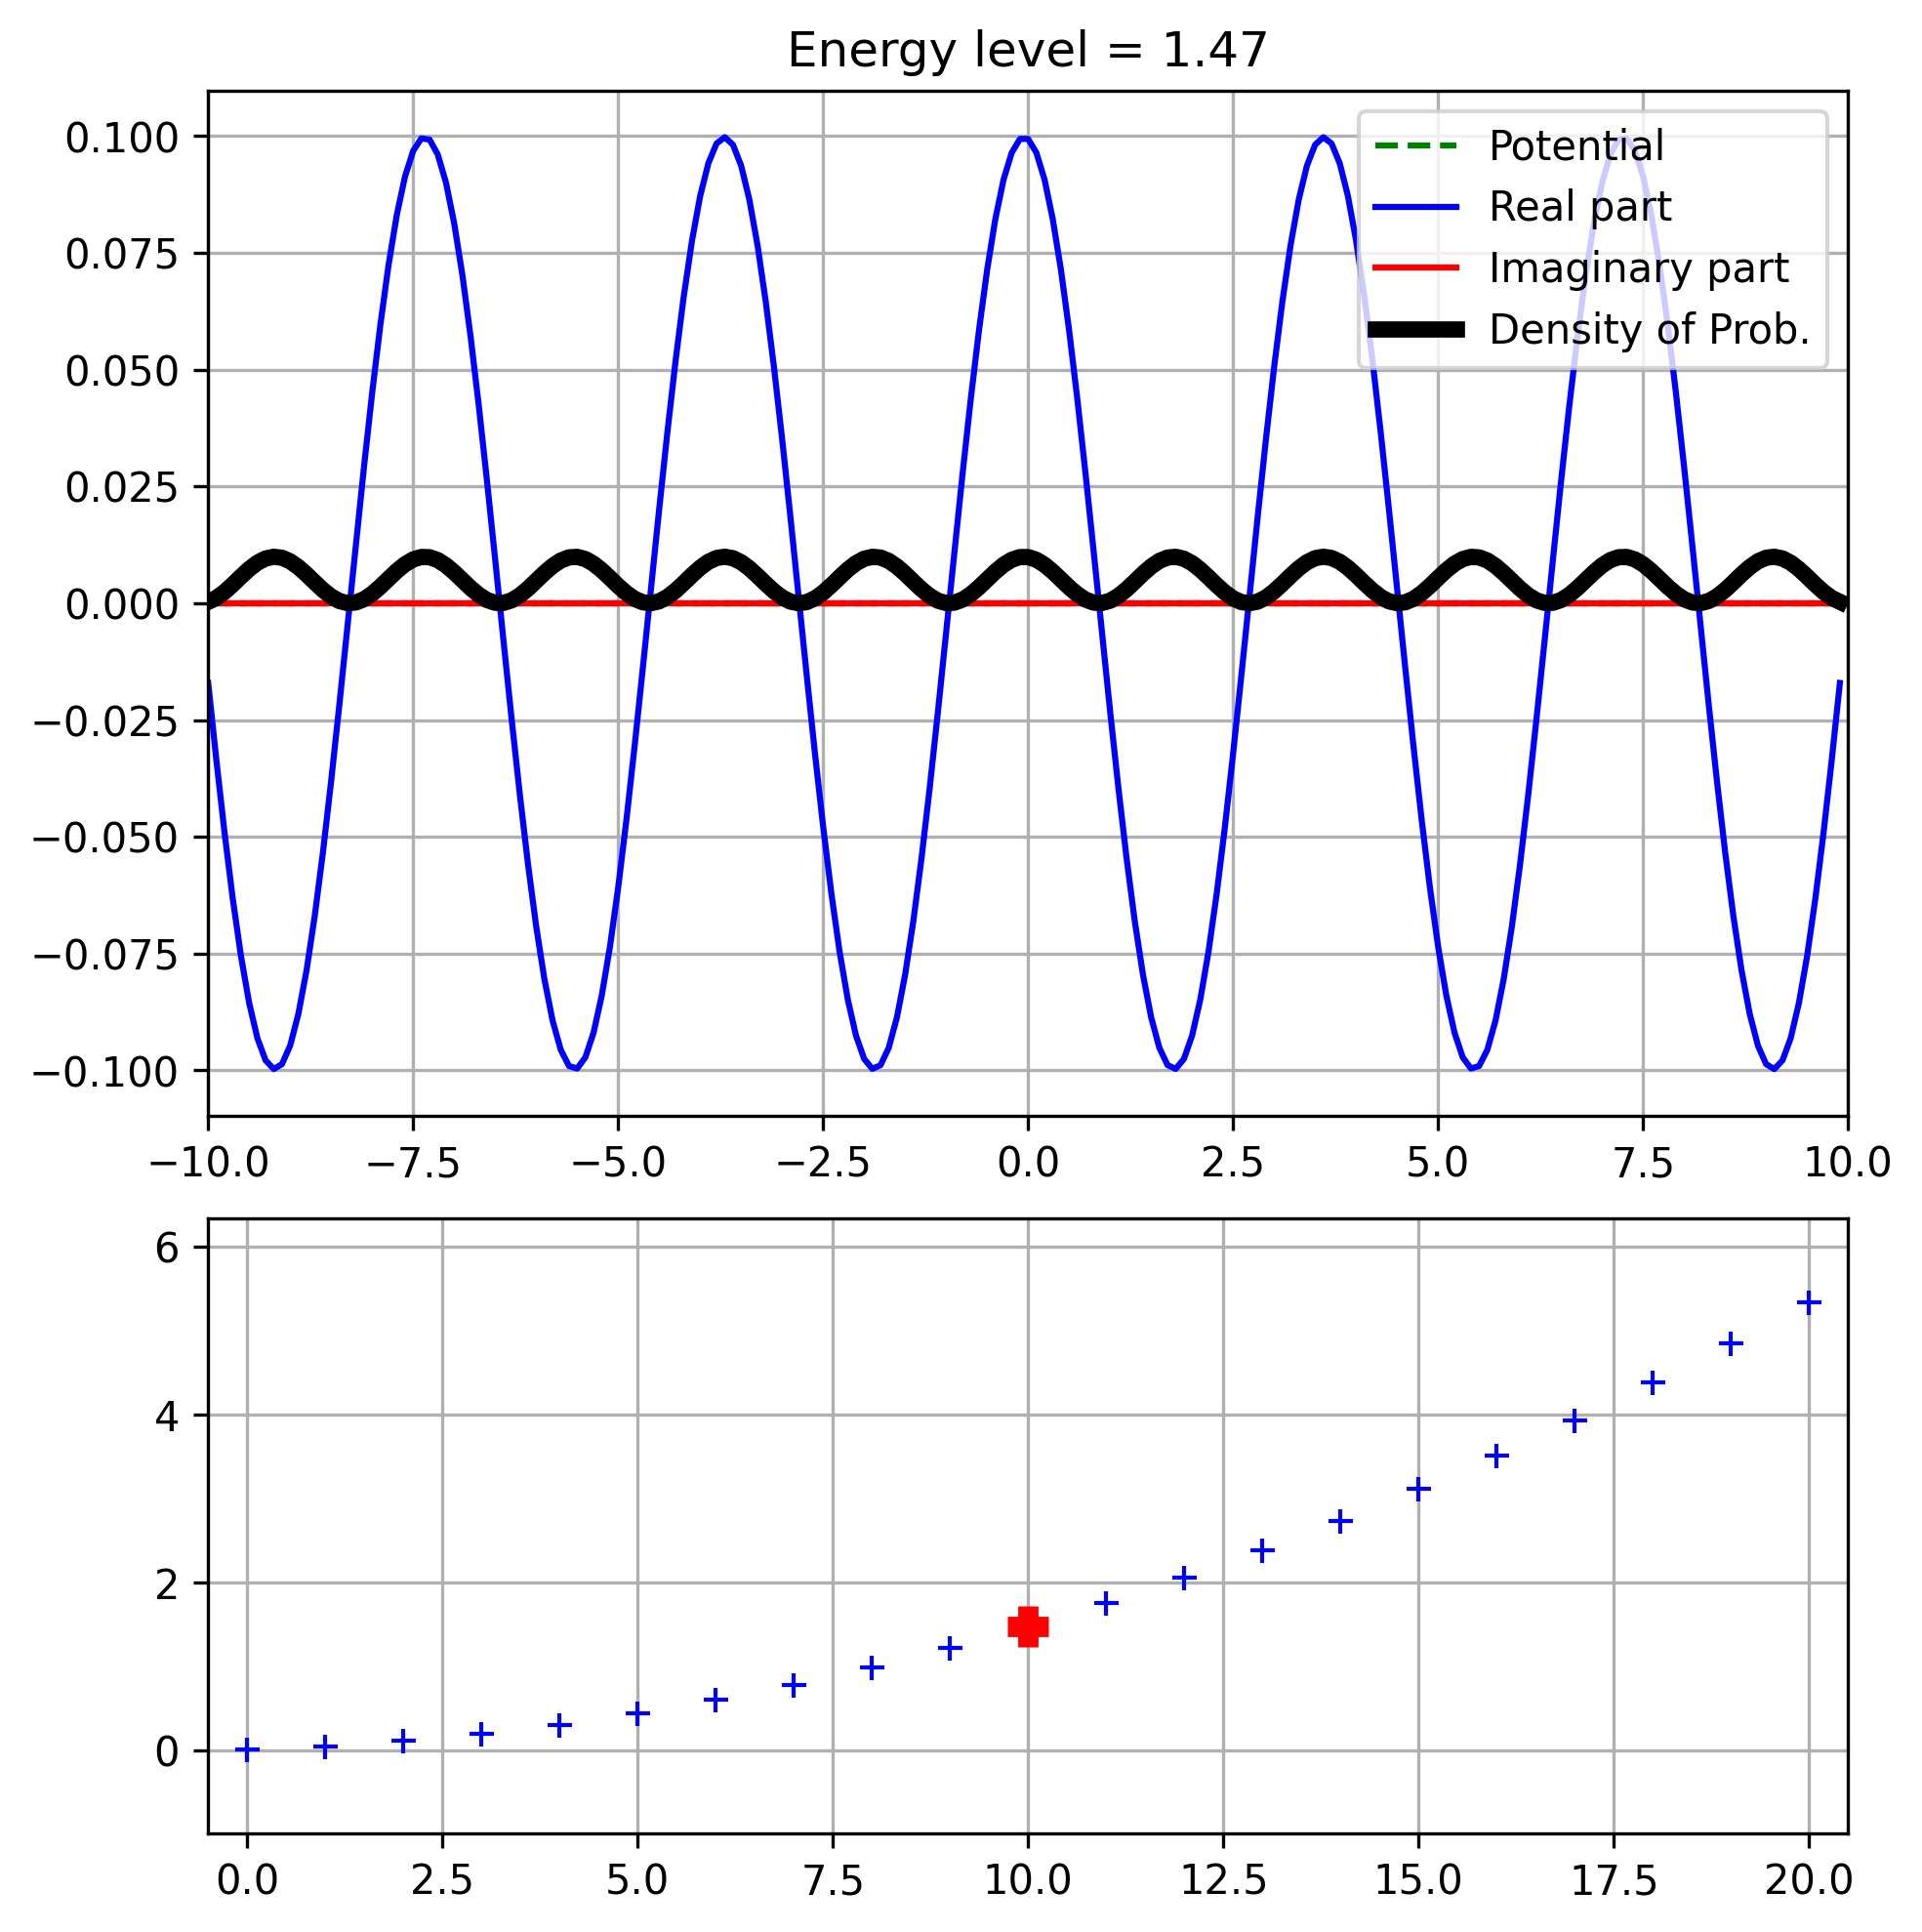 Energy level = 1.47
0.100
0.075
0.050
0.025
0.000
−0.025
−0.050
−0.075
−0.100
Potential
Real part
Imaginary part
Density of Prob.
−10.0 −7.5 −5.0 −2.5 0.0 2.5 5.0 7.5 10.0
6
4
2
0
0.0 2.5 5.0 7.5 10.0 12.5 15.0 17.5 20.0